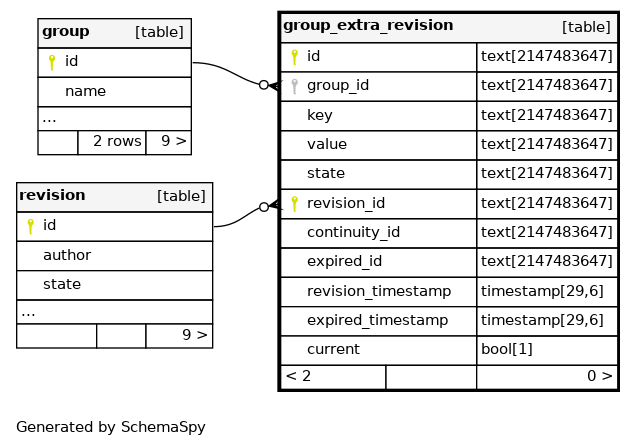 group [table]
id
name
...
2 rows 9 >
revision [table]
id
author
state
...
9 >
group_extra_revision [table]
id text[2147483647]
group_id text[2147483647]
key text[2147483647]
value text[2147483647]
state text[2147483647]
revision_id text[2147483647]
continuity_id text[2147483647]
expired_id text[2147483647]
revision_timestamp timestamp[29,6]
expired_timestamp timestamp[29,6]
current bool[1]
< 2 0 >
Generated by SchemaSpy